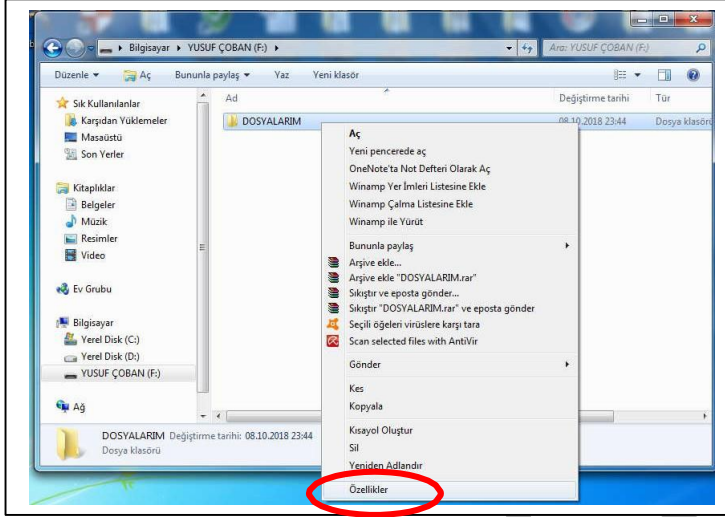 Bilgisayar ▸ YUSUF ÇOBAN (F:) ▸
Ara: YUSUF ÇOBAN (F:)
Düzenle Aç Bununla paylaş Yaz Yeni klasör
Sık Kullanılanlar
Karşıdan Yüklemeler
Masaüstü
Son Yerler
Kitaplıklar
Belgeler
Müzik
Resimler
Video
Ev Grubu
Bilgisayar
Yerel Disk (C:)
Yerel Disk (D:)
YUSUF ÇOBAN (F:)
Ağ
Ad Değiştirme tarihi Tür
DOSYALARIM 08.10.2018 23:44 Dosya klasörü
Aç
Yeni pencerede aç
OneNote'ta Not Defteri Olarak Aç
Winamp Yer İmleri Listesine Ekle
Winamp Çalma Listesine Ekle
Winamp ile Yürüt
Bununla paylaş
Arşive ekle...
Arşive ekle "DOSYALARIM.rar"
Sıkıştır ve eposta gönder...
Sıkıştır "DOSYALARIM.rar" ve eposta gönder
Seçili öğeleri virüslere karşı tara
Scan selected files with AntiVir
Gönder
Kes
Kopyala
Kısayol Oluştur
Sil
Yeniden Adlandır
Özellikler
DOSYALARIM Değiştirme tarihi: 08.10.2018 23:44
Dosya klasörü